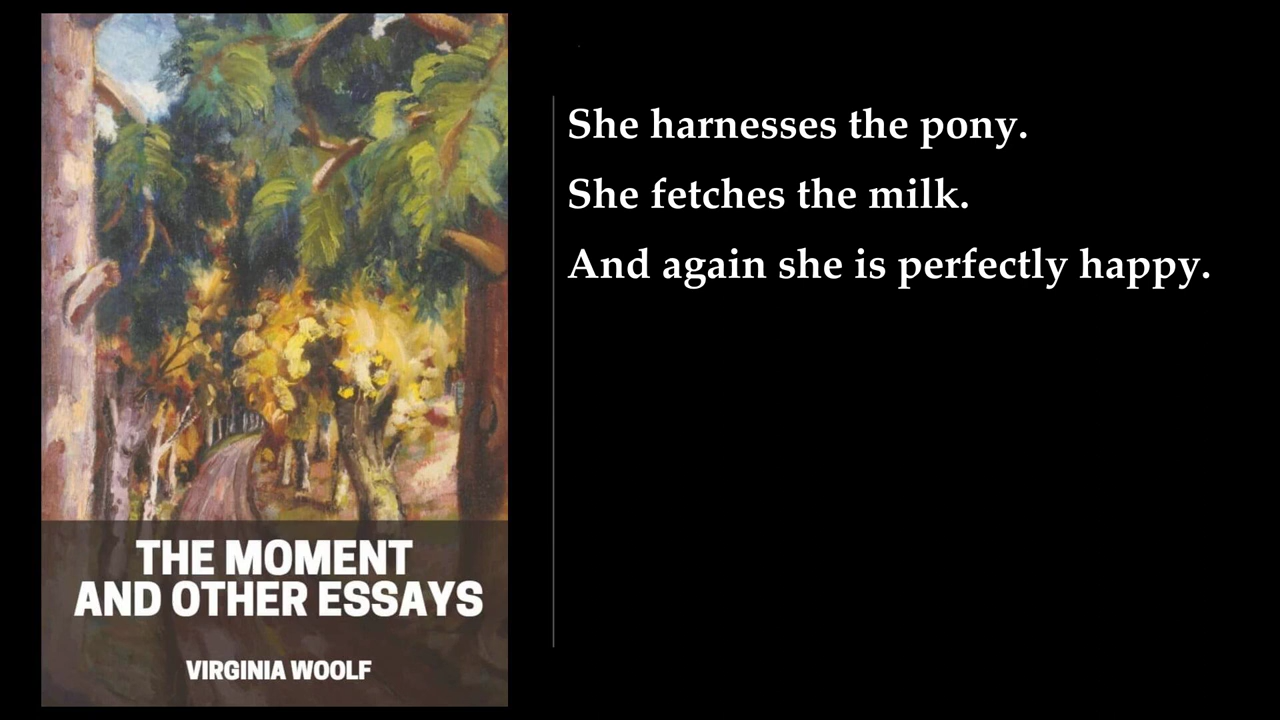 She harnesses the pony.
She fetches the milk.
And again she is perfectly happy.
THE MOMENT
AND OTHER ESSAYS
VIRGINIA WOOLF